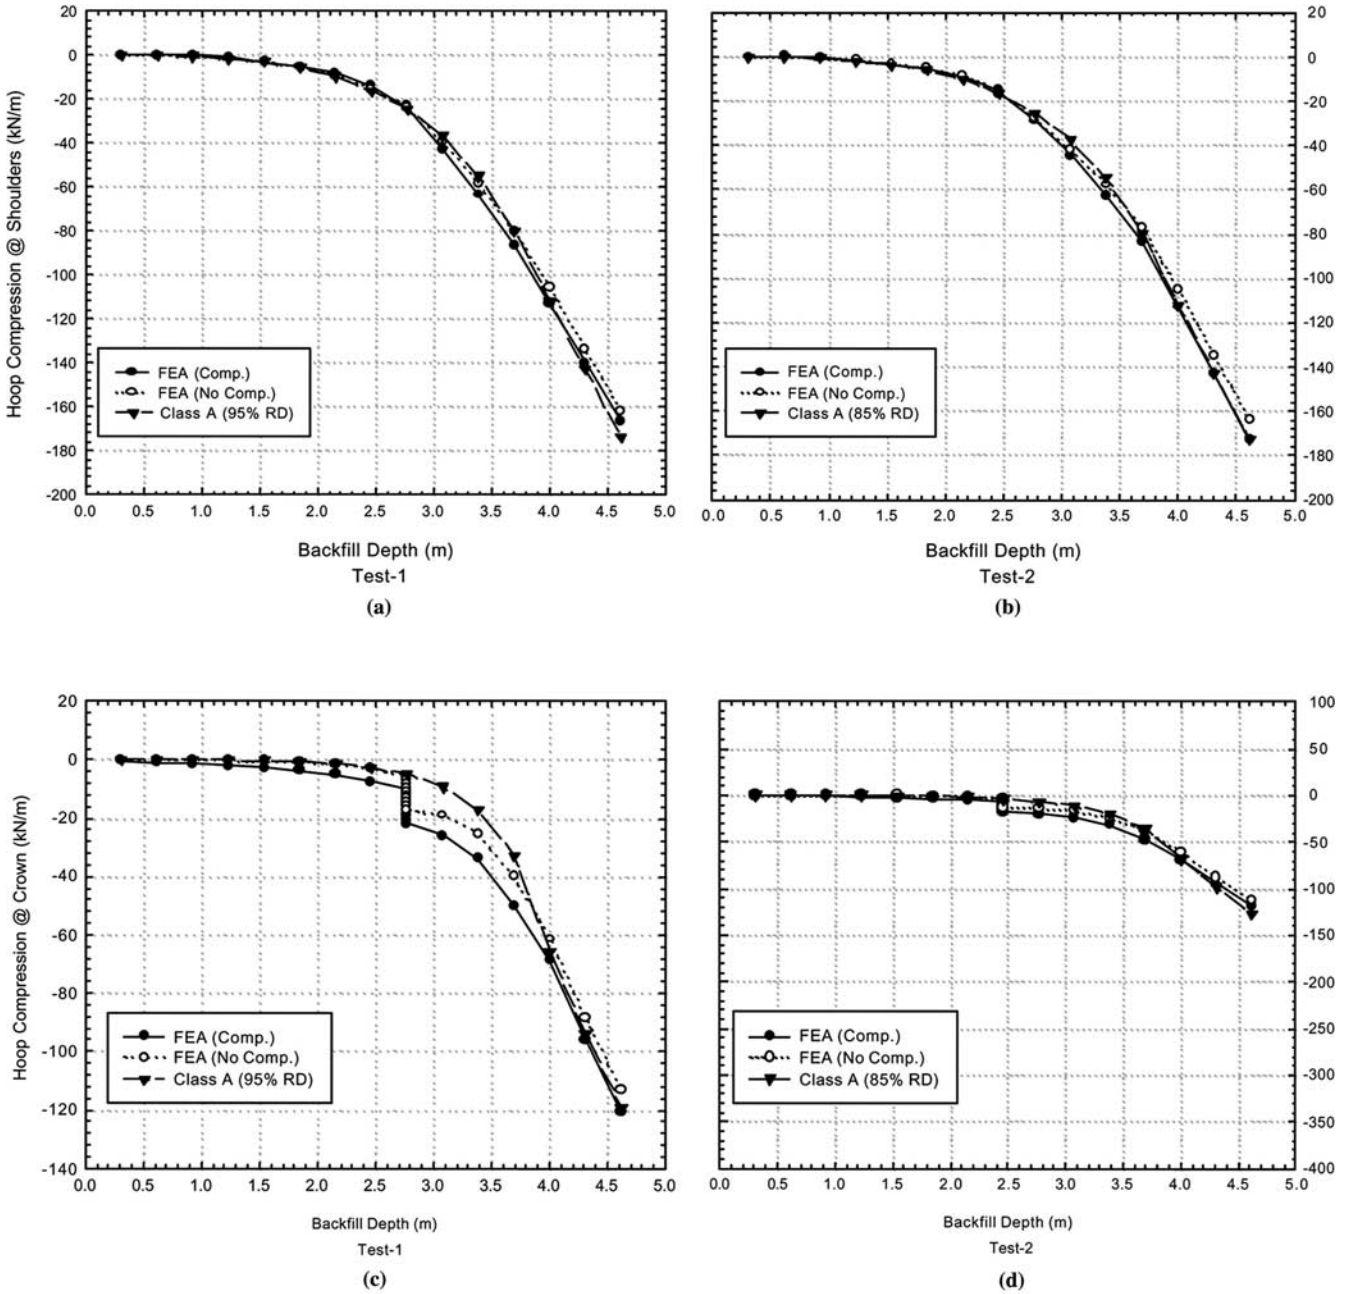 20
0
-20
-40
-60
-80
-100
-120
-140
-160
-180
-200
Hoop Compression @ Shoulders (kN/m)
FEA (Comp.)
FEA (No Comp.)
Class A (95% RD)
0.0 0.5 1.0 1.5 2.0 2.5 3.0 3.5 4.0 4.5 5.0
Backfill Depth (m)
Test-1
(a)
20
0
-20
-40
-60
-80
-100
-120
-140
-160
-180
-200
FEA (Comp.)
FEA (No Comp.)
Class A (85% RD)
0.0 0.5 1.0 1.5 2.0 2.5 3.0 3.5 4.0 4.5 5.0
Backfill Depth (m)
Test-2
(b)
20
0
-20
-40
-60
-80
-100
-120
-140
Hoop Compression @ Crown (kN/m)
FEA (Comp.)
FEA (No Comp.)
Class A (95% RD)
0.0 0.5 1.0 1.5 2.0 2.5 3.0 3.5 4.0 4.5 5.0
Backfill Depth (m)
Test-1
(c)
100
50
0
-50
-100
-150
-200
-250
-300
-350
-400
FEA (Comp.)
FEA (No Comp.)
Class A (85% RD)
0.0 0.5 1.0 1.5 2.0 2.5 3.0 3.5 4.0 4.5 5.0
Backfill Depth (m)
Test-2
(d)